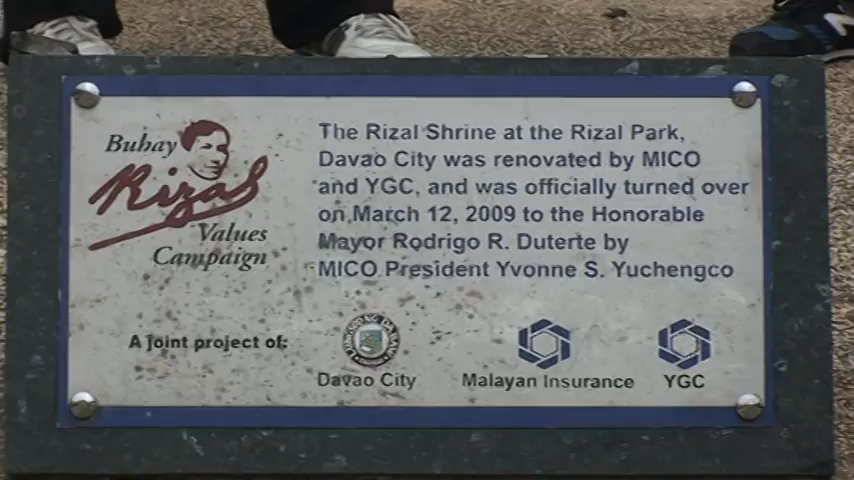 Buhay
Rizal
Values
Campaign
The Rizal Shrine at the Rizal Park,
Davao City was renovated by MICO
and YGC, and was officially turned over
on March 12, 2009 to the Honorable
Mayor Rodrigo R. Duterte by
MICO President Yvonne S. Yuchengco
A joint project of:
Davao City
Malayan Insurance
YGC